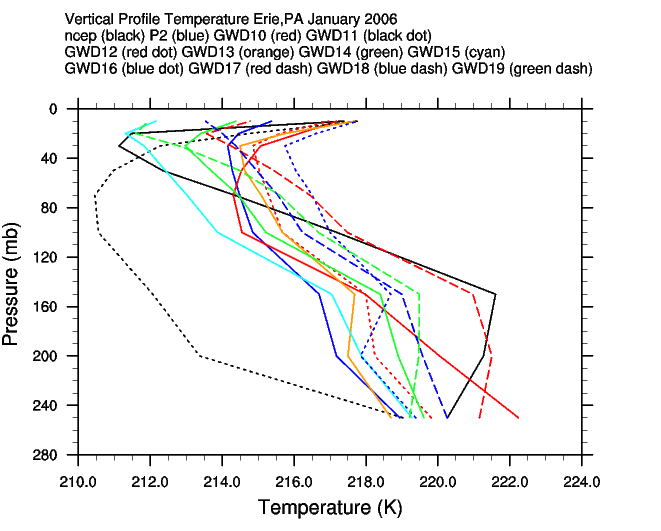 Vertical Profile Temperature Erie,PA January 2006
ncep (black) P2 (blue) GWD10 (red) GWD11 (black dot)
GWD12 (red dot) GWD13 (orange) GWD14 (green) GWD15 (cyan)
GWD16 (blue dot) GWD17 (red dash) GWD18 (blue dash) GWD19 (green dash)
0
40
80
120
160
200
240
280
Pressure (mb)
210.0 212.0 214.0 216.0 218.0 220.0 222.0 224.0
Temperature (K)